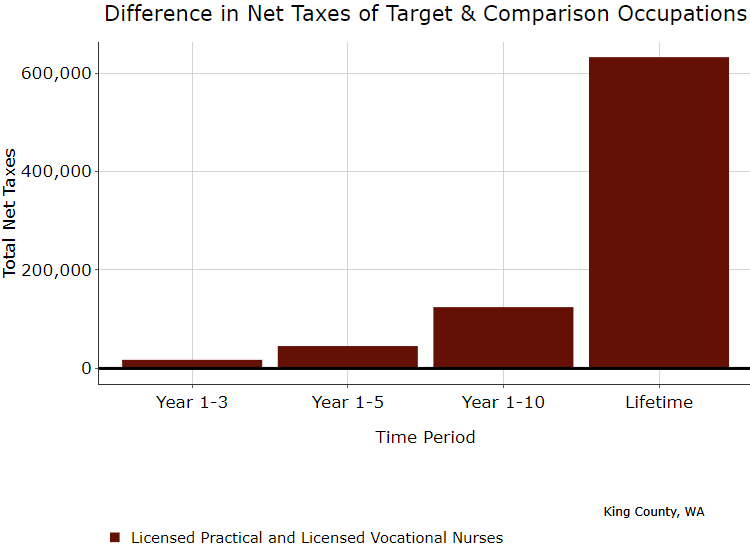 Difference in Net Taxes of Target & Comparison Occupations
Total Net Taxes
600,000
400,000
200,000
0
Year 1-3
Year 1-5
Year 1-10
Lifetime
Time Period
King County, WA
Licensed Practical and Licensed Vocational Nurses